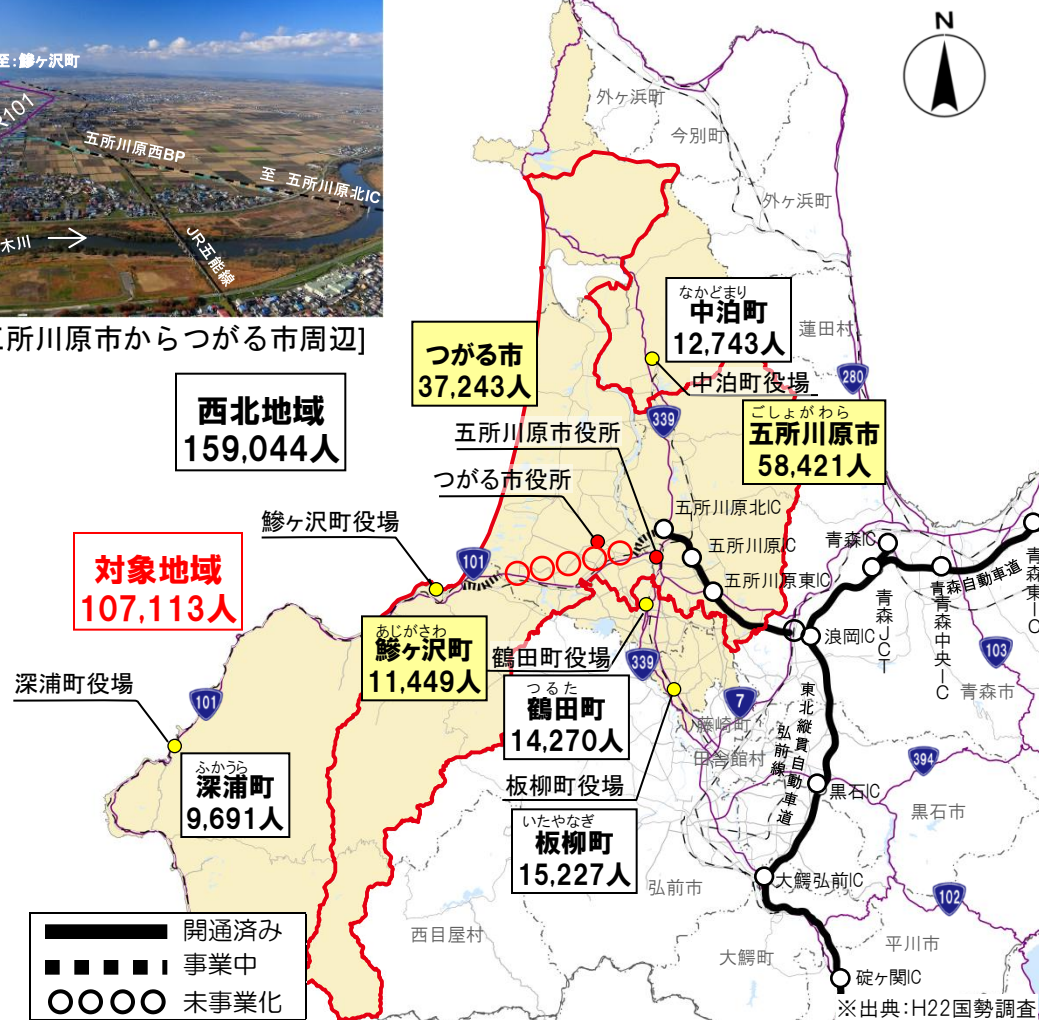 至:鰺ヶ沢町
R101
五所川原西BP
至 五所川原北IC
木川
JR五能線
五所川原市からつがる市周辺]
N
外ヶ浜町
今別町
外ヶ浜町
なかどまり
中泊町
12,743人
蓬田村
つがる市
37,243人
中泊町役場
280
西北地域
159,044人
339
ごしょがわら
五所川原市
58,421人
五所川原市役所
つがる市役所
五所川原北IC
鰺ヶ沢町役場
101
五所川原IC
青森IC
青森自動車道
青森東IC
対象地域
107,113人
五所川原東IC
青森JCT
青森中央IC
浪岡IC
103
あじがさわ
鰺ヶ沢町
11,449人
鶴田町役場
339
青森市
深浦町役場
101
つるた
鶴田町
14,270人
7
藤崎町
田舎館村
東北縦貫自動車道
弘前線
394
ふかうら
深浦町
9,691人
板柳町役場
黒石IC
黒石市
いたやなぎ
板柳町
15,227人
弘前市
大鰐弘前IC
102
西目屋村
大鰐町
平川市
碇ヶ関IC
開通済み
事業中
未事業化
※出典:H22国勢調査